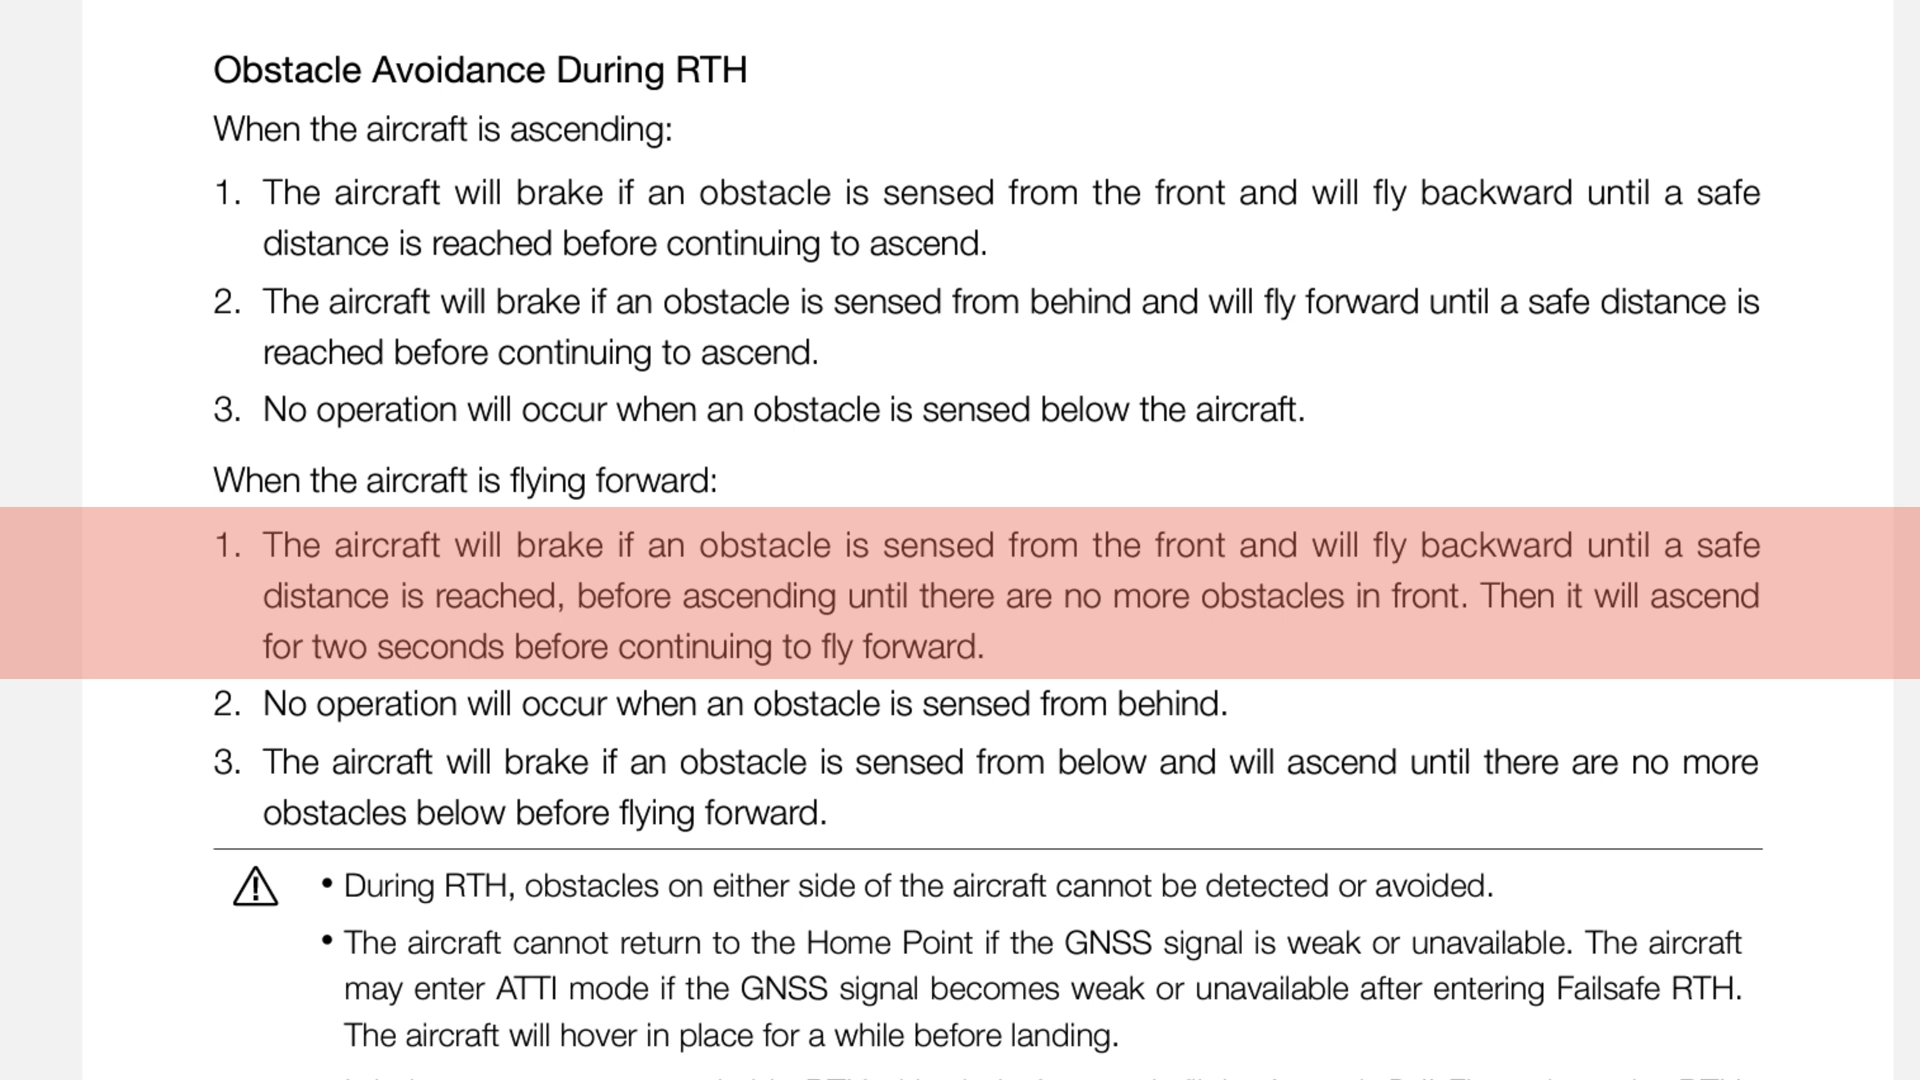 Obstacle Avoidance During RTH
When the aircraft is ascending:
1. The aircraft will brake if an obstacle is sensed from the front and will fly backward until a safe
distance is reached before continuing to ascend.
2. The aircraft will brake if an obstacle is sensed from behind and will fly forward until a safe distance is
reached before continuing to ascend.
3. No operation will occur when an obstacle is sensed below the aircraft.
When the aircraft is flying forward:
1. The aircraft will brake if an obstacle is sensed from the front and will fly backward until a safe
distance is reached, before ascending until there are no more obstacles in front. Then it will ascend
for two seconds before continuing to fly forward.
2. No operation will occur when an obstacle is sensed from behind.
3. The aircraft will brake if an obstacle is sensed from below and will ascend until there are no more
obstacles below before flying forward.
• During RTH, obstacles on either side of the aircraft cannot be detected or avoided.
• The aircraft cannot return to the Home Point if the GNSS signal is weak or unavailable. The aircraft
may enter ATTI mode if the GNSS signal becomes weak or unavailable after entering Failsafe RTH.
The aircraft will hover in place for a while before landing.